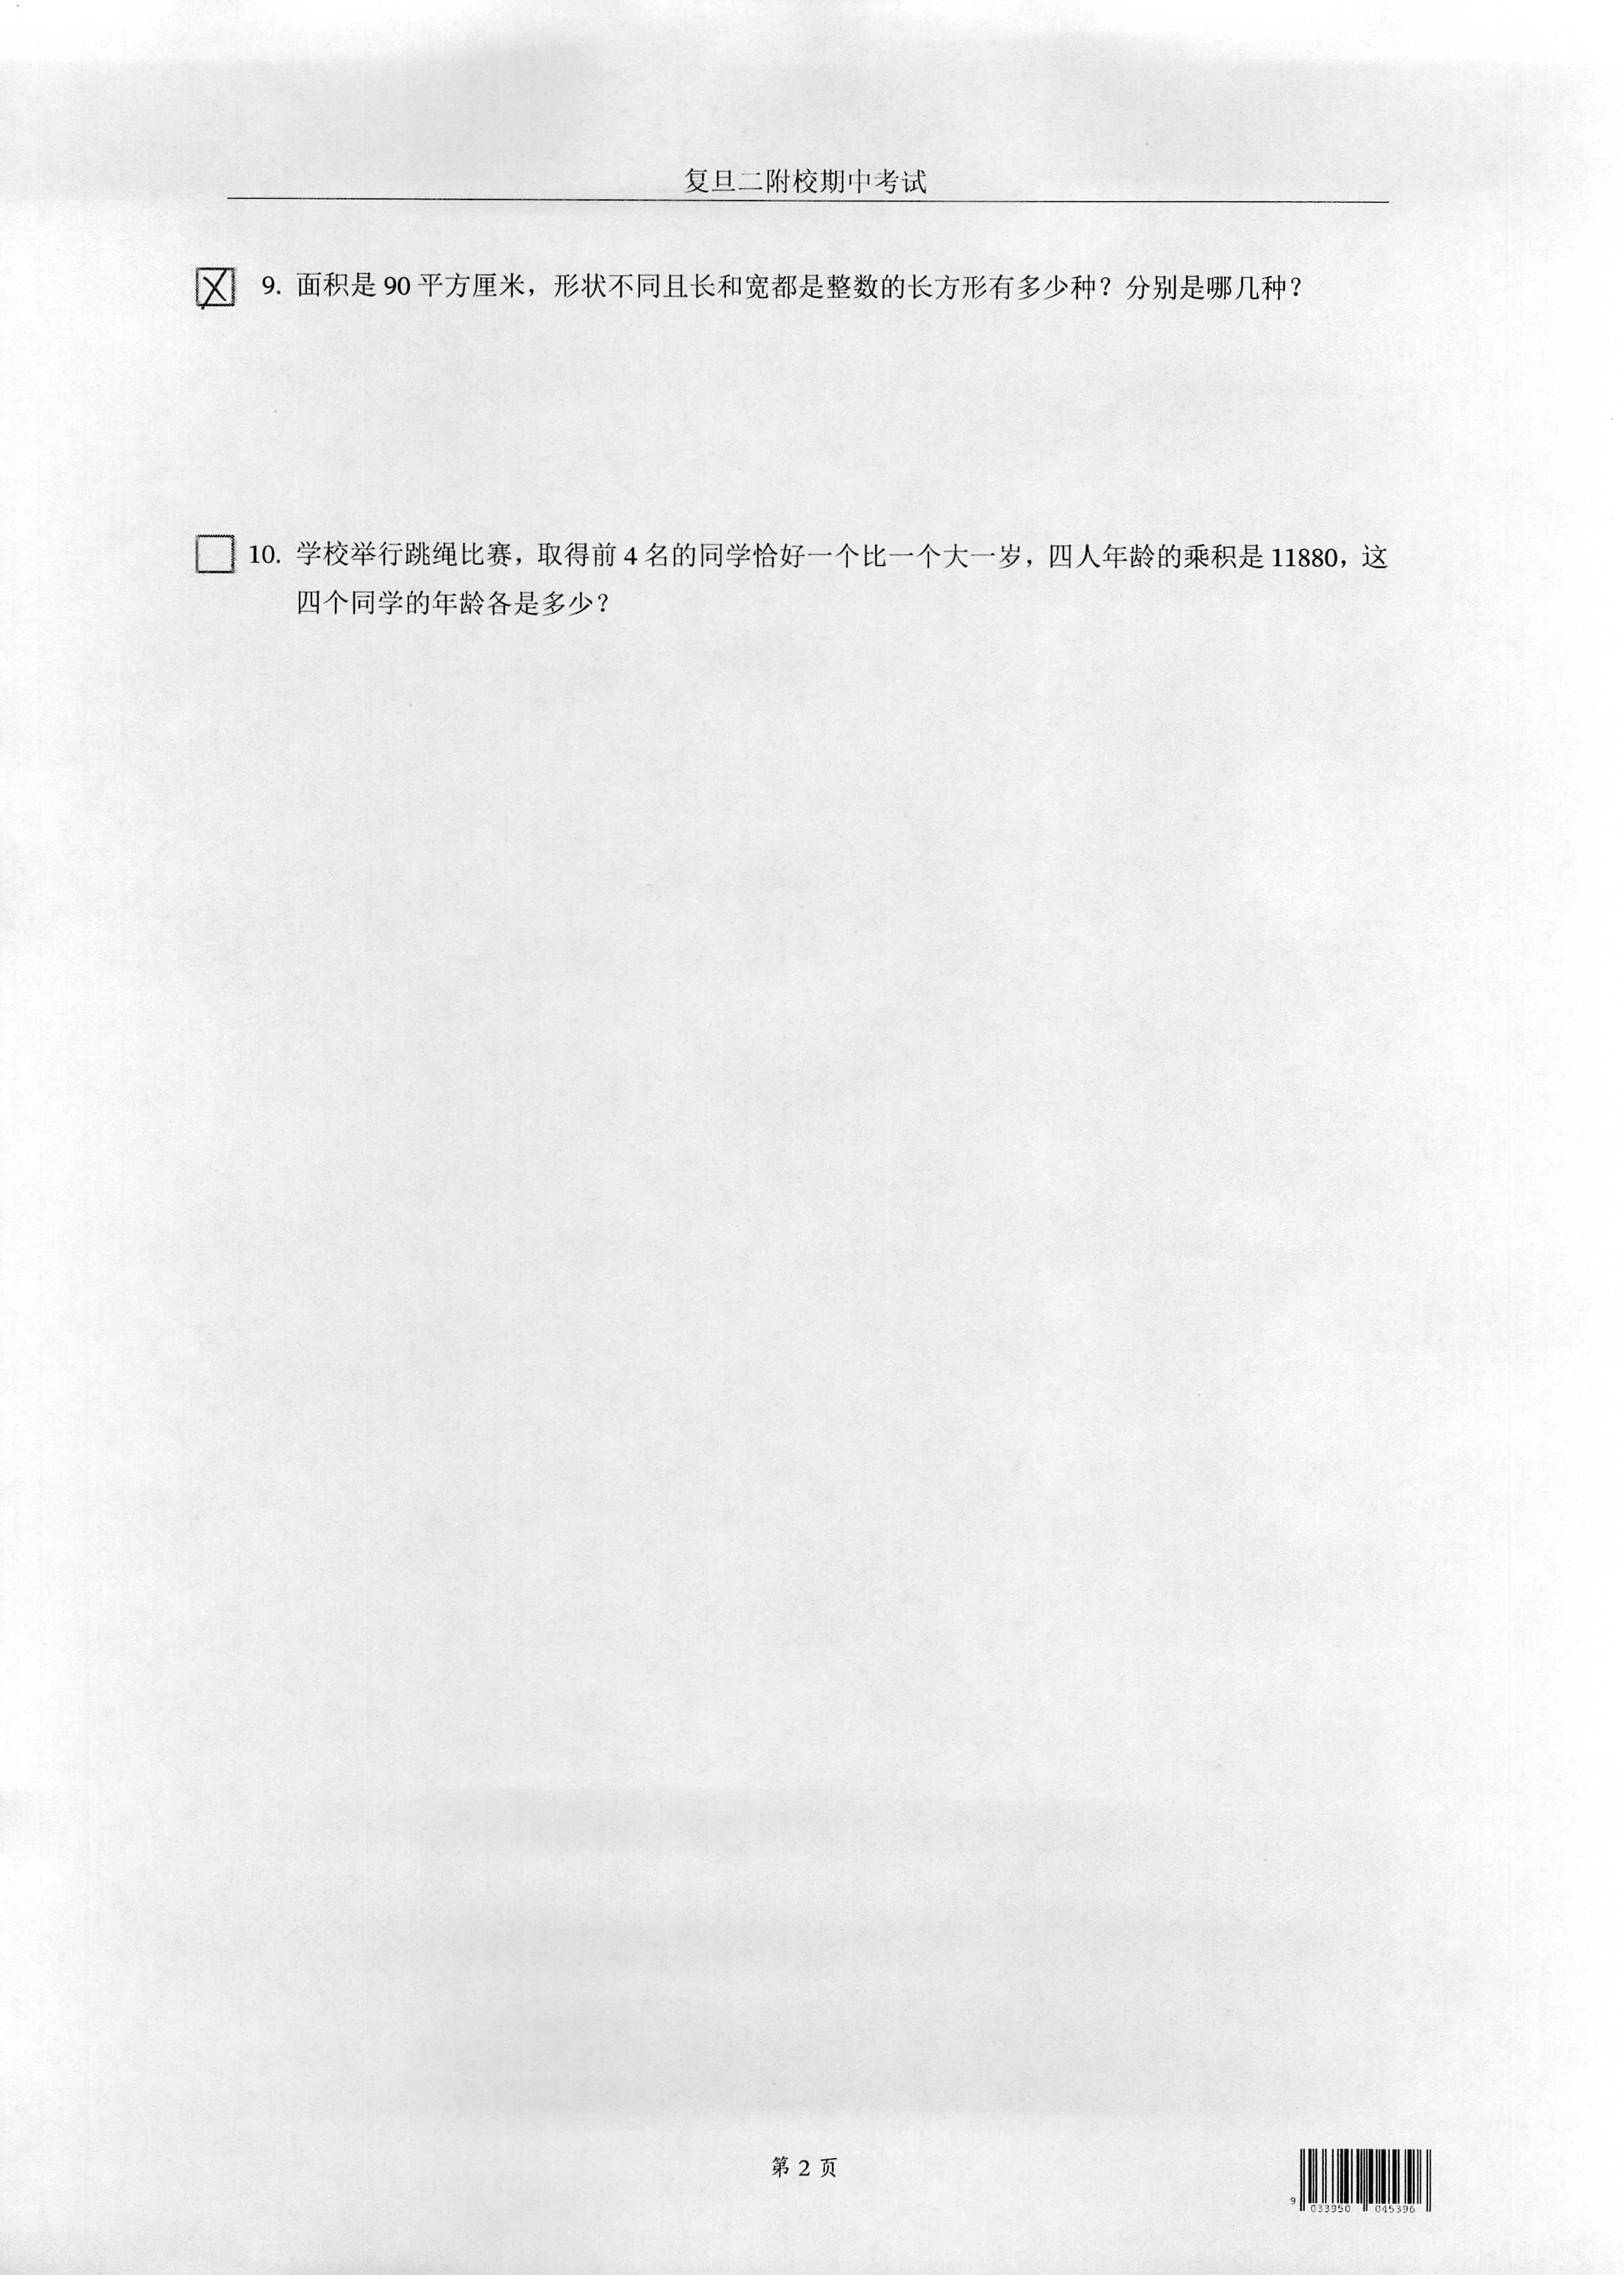 复旦二附校期中考试
9. 面积是 90 平方厘米，形状不同且长和宽都是整数的长方形有多少种？分别是哪几种？
10. 学校举行跳绳比赛，取得前 4 名的同学恰好一个比一个大一岁，四人年龄的乘积是 11880，这
四个同学的年龄各是多少？
第 2 页
9 033950 045396